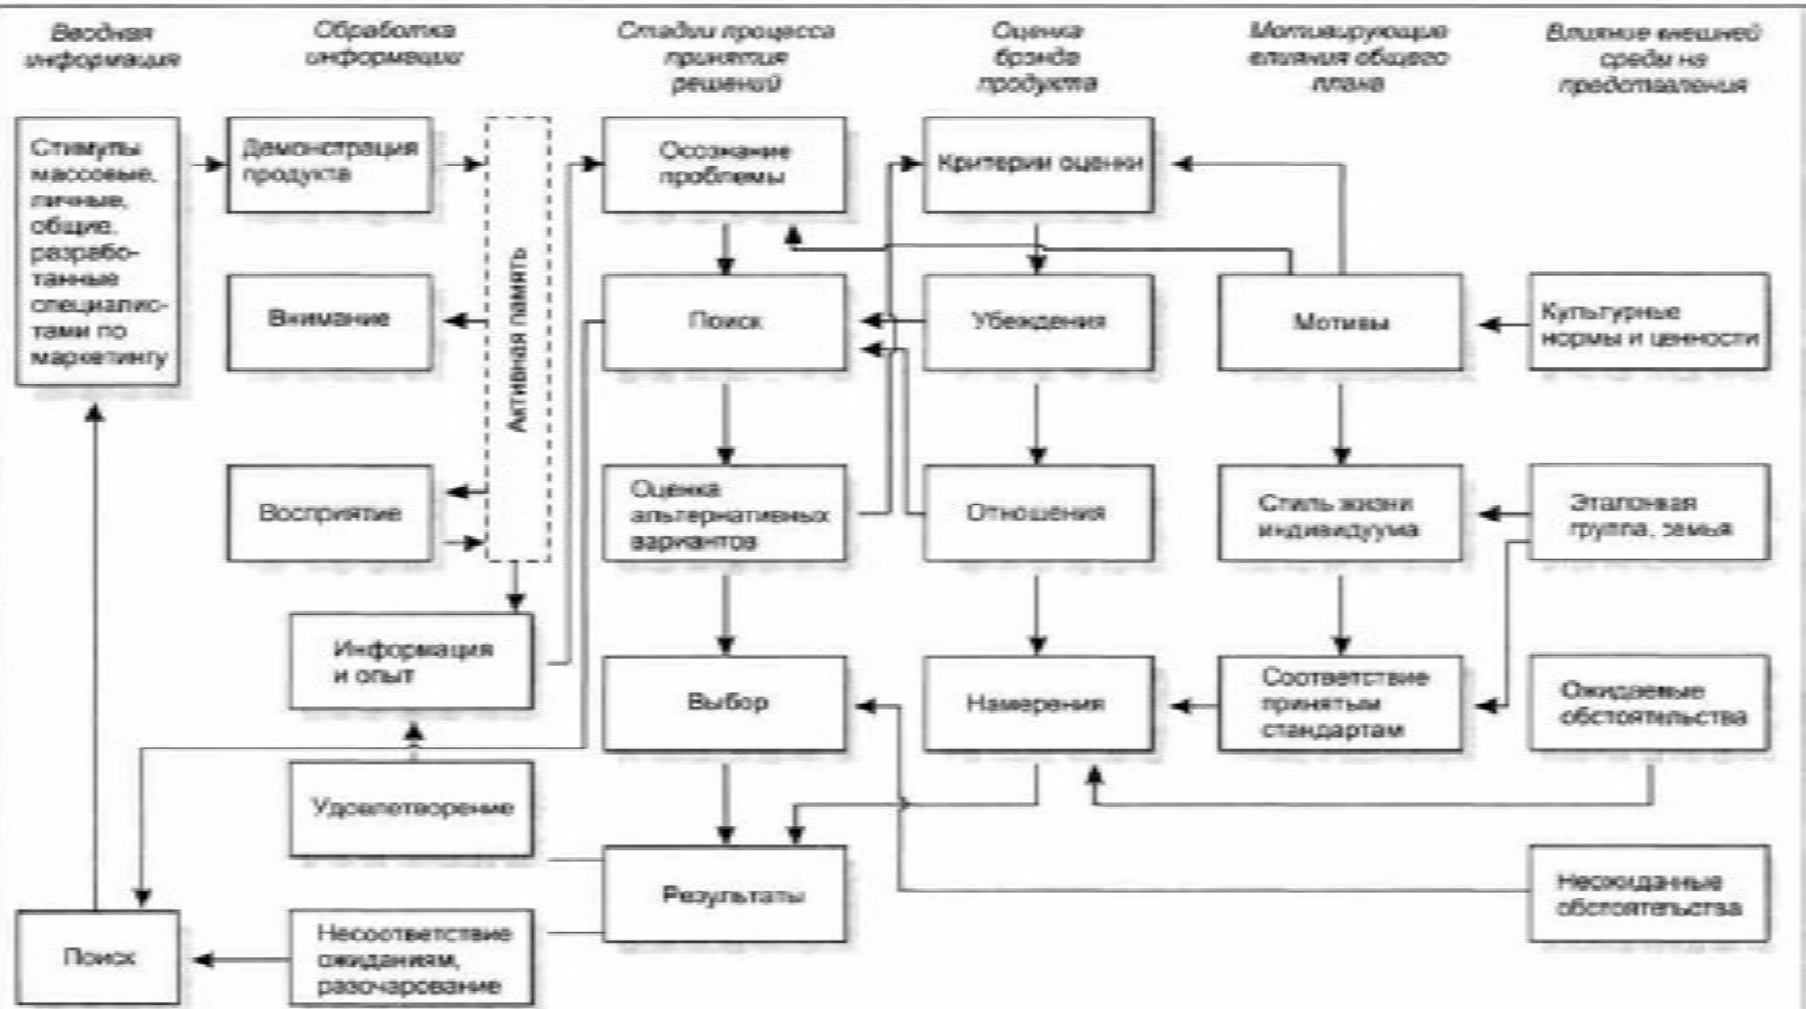 Вводная
информация
Обработка
информации
Стадии процесса
принятия
решений
Оценка
брэнда
продукта
Мотивирующие
влияния общего
плана
Влияние внешней
среды на
представления
Стимулы
массовые,
личные,
общие,
разрабо-
танные
специалис-
тами по
маркетингу
Демонстрация
продукта
Внимание
Восприятие
Активная память
Информация
и опыт
Удовлетворение
Несоответствие
ожиданиям,
разочарование
Поиск
Осознание
проблемы
Поиск
Оценка
альтернативных
вариантов
Выбор
Результаты
Критерии оценки
Убеждения
Отношения
Намерения
Мотивы
Стиль жизни
индивидуума
Соответствие
принятым
стандартам
Культурные
нормы и ценности
Эталонная
группа, семья
Ожидаемые
обстоятельства
Неожиданные
обстоятельства